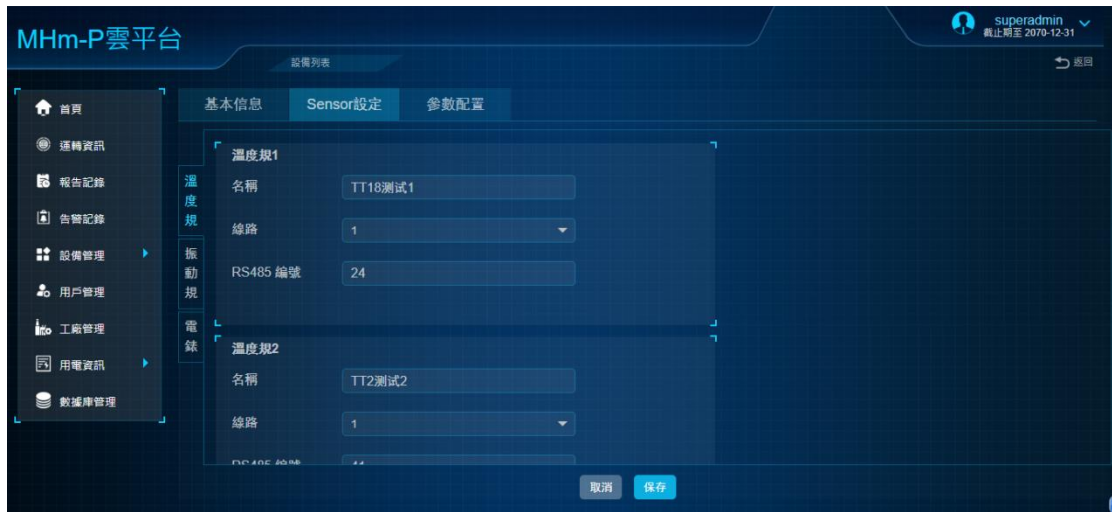 MHm-P雲平台
superadmin
截止期至 2070-12-31
設備列表
返回
首頁
運轉資訊
報告記錄
告警記錄
設備管理
用戶管理
工廠管理
用電資訊
數據庫管理
基本信息
Sensor設定
參數配置
溫度規
振動規
電錶
溫度規1
名稱
TT18测试1
線路
1
RS485 編號
24
溫度規2
名稱
TT2测试2
線路
1
RS485 編號
取消
保存